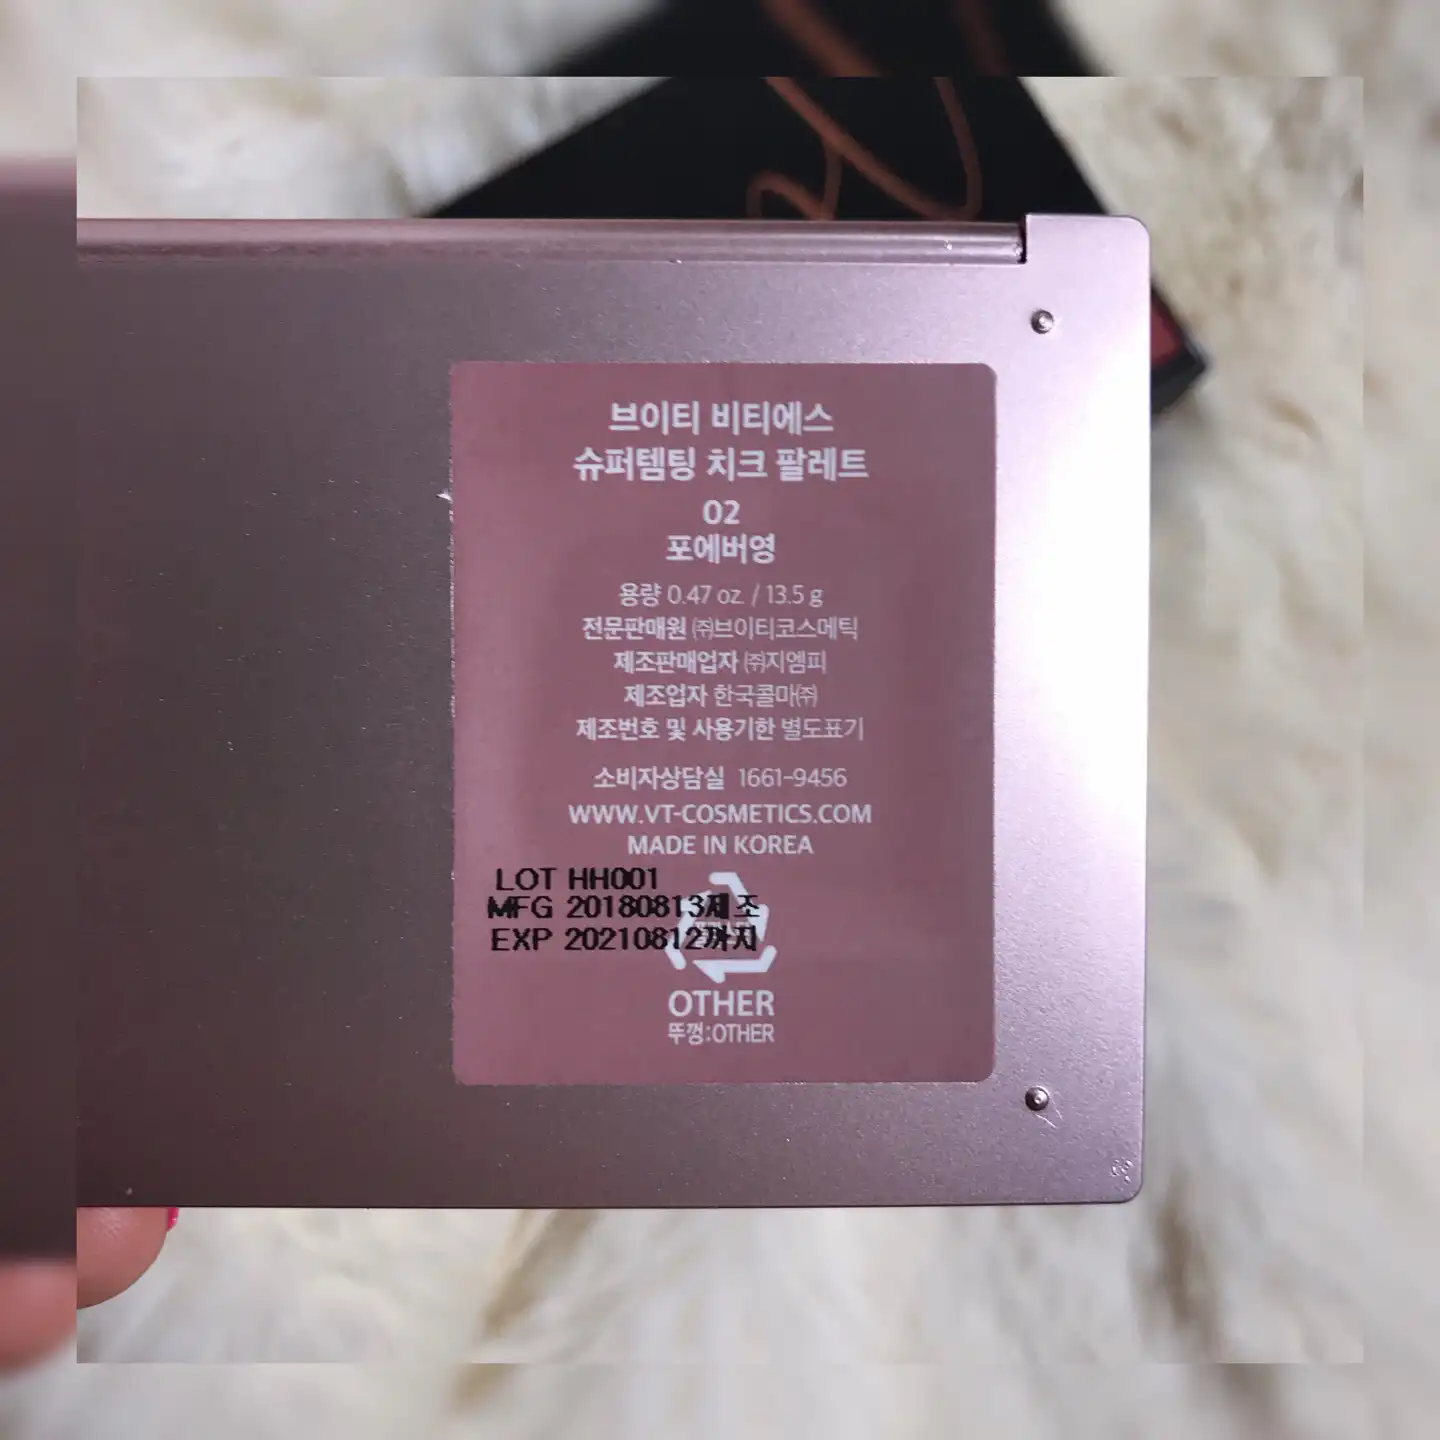 브이티 비티에스
슈퍼템팅 치크 팔레트
02
포에버영
용량 0.47 oz. / 13.5 g
전문판매원 ㈜브이티코스메틱
제조판매업자 ㈜지엠피
제조업자 한국콜마㈜
제조번호 및 사용기한 별도표기
소비자상담실 1661-9456
WWW.VT-COSMETICS.COM
MADE IN KOREA
LOT HH001
MFG 20180813제조
EXP 20210812까지
OTHER
뚜껑:OTHER